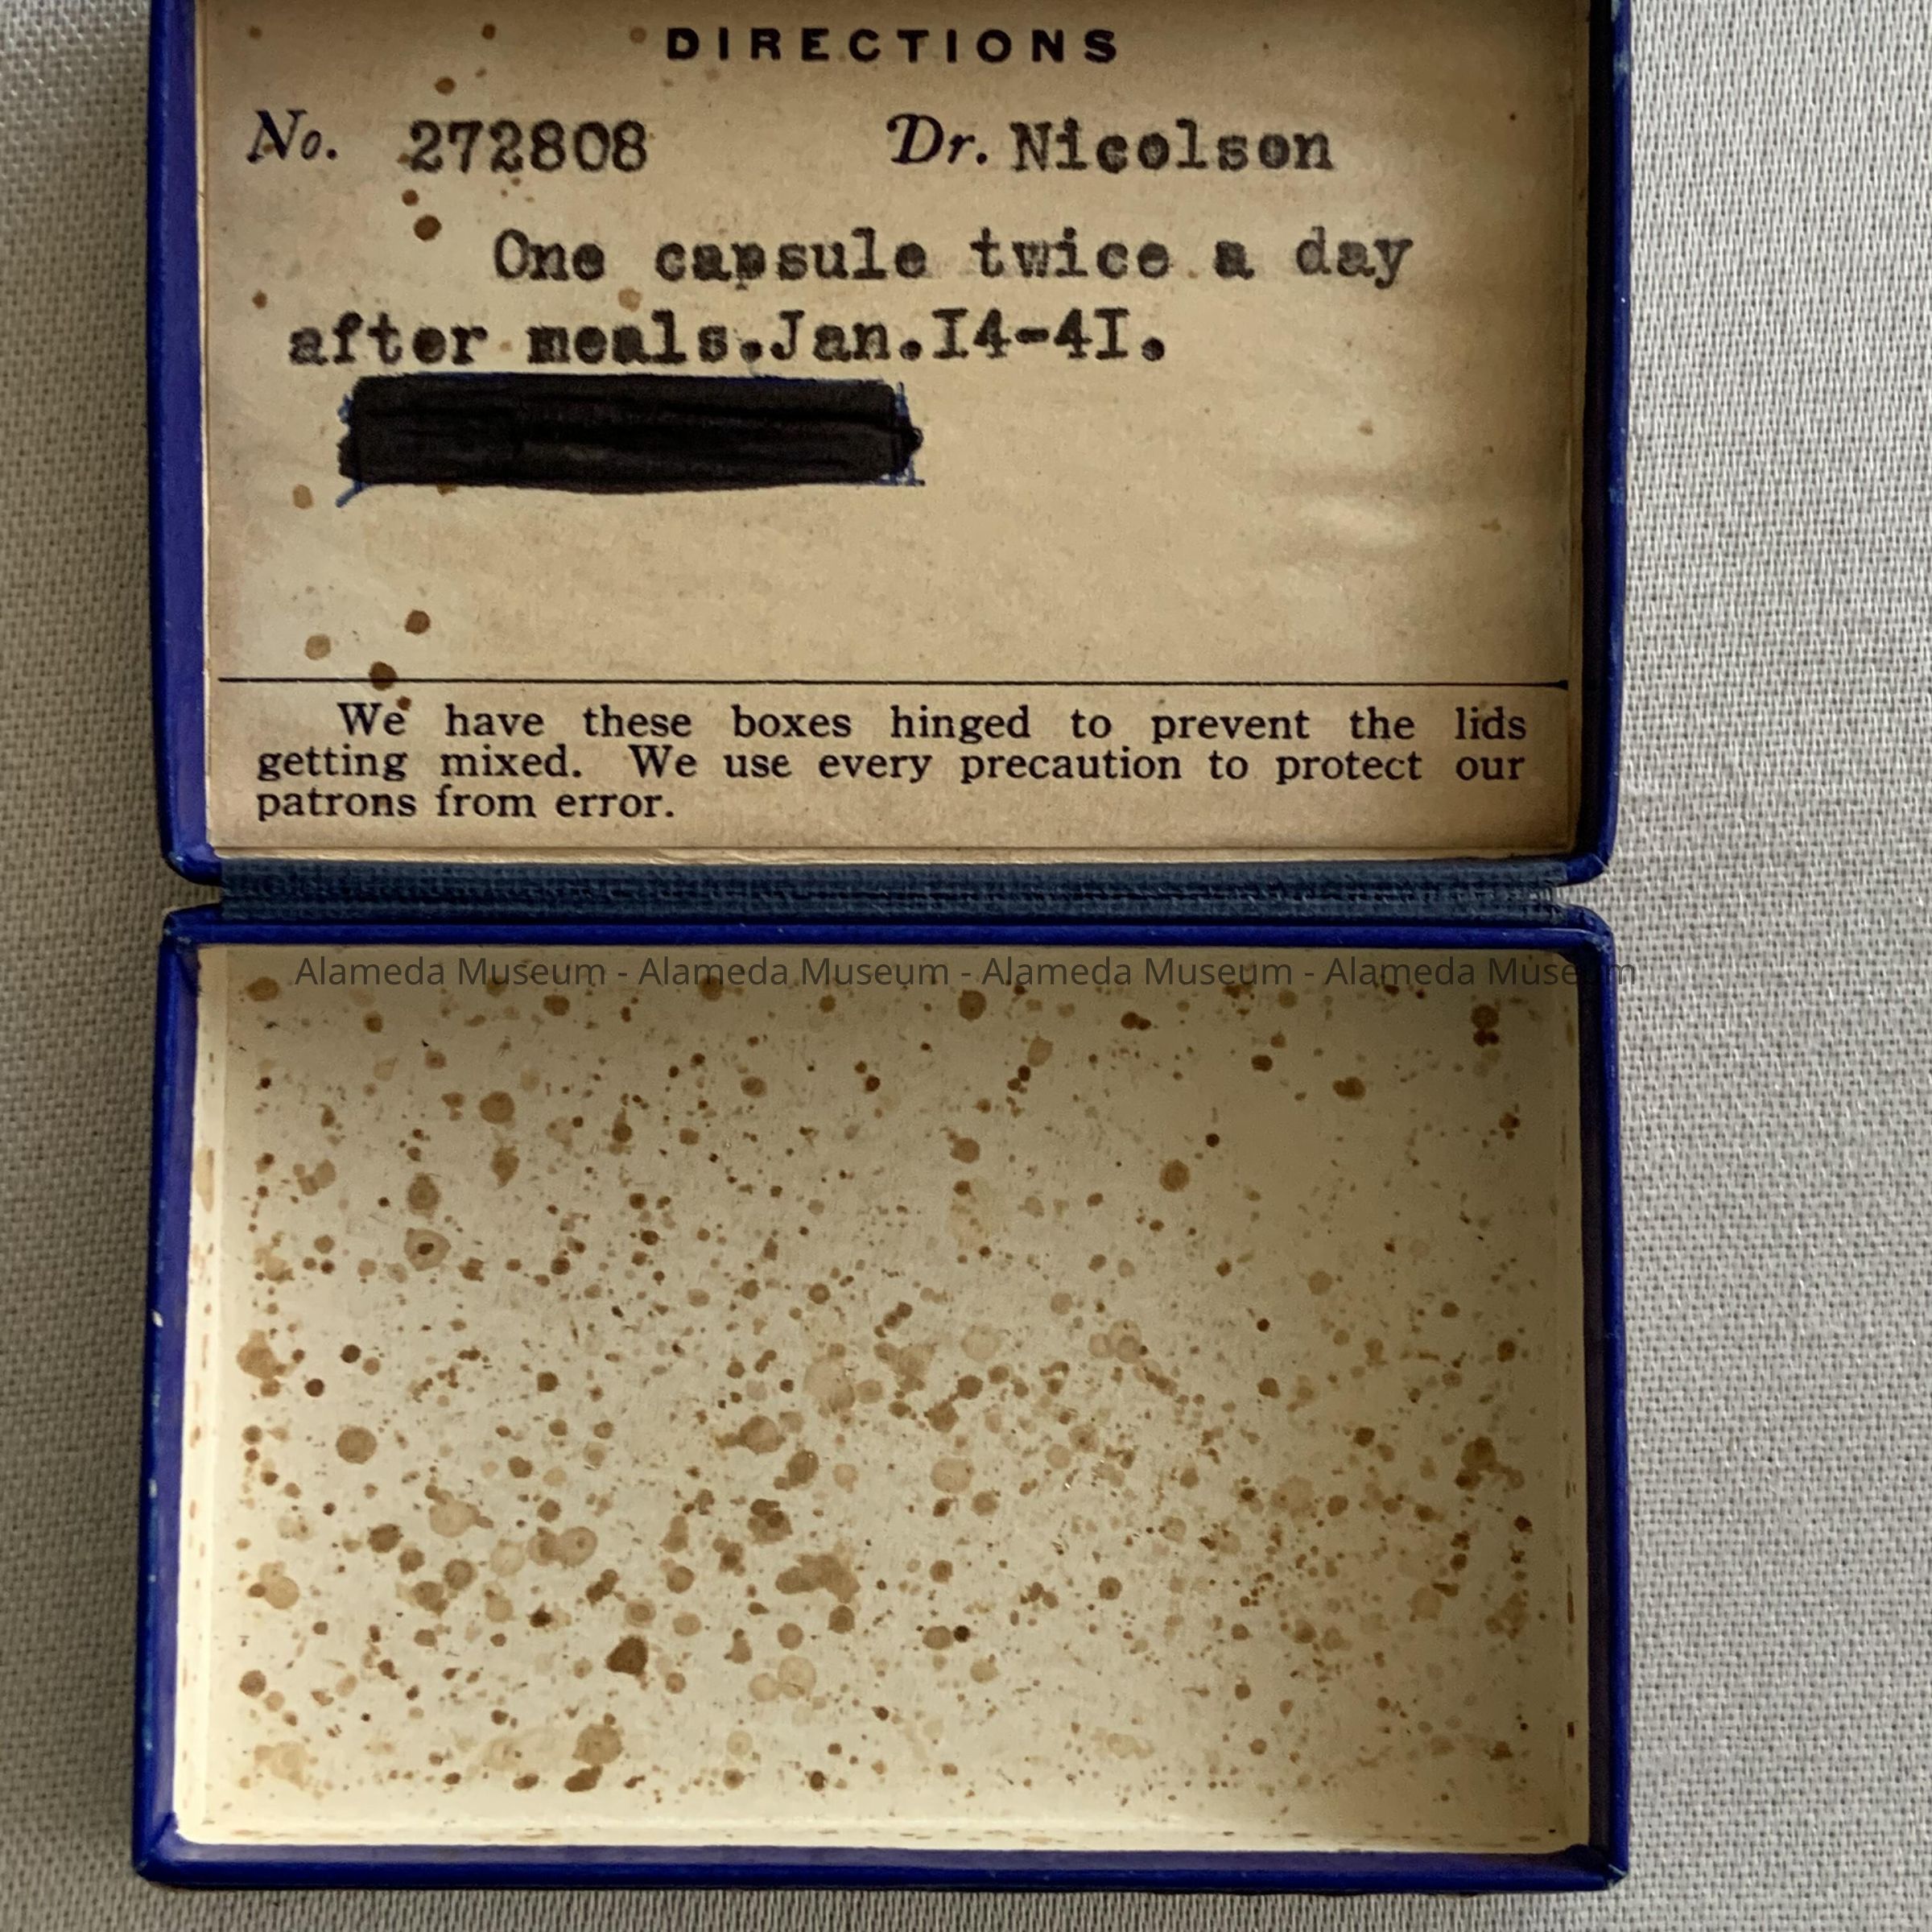 DIRECTIONS
No. 272808 Dr. Nicolson
One capsule twice a day
after meals.Jan.I4-4I.
We have these boxes hinged to prevent the lids
getting mixed. We use every precaution to protect our
patrons from error.
Alameda Museum - Alameda Museum - Alameda Museum - Alameda Museum